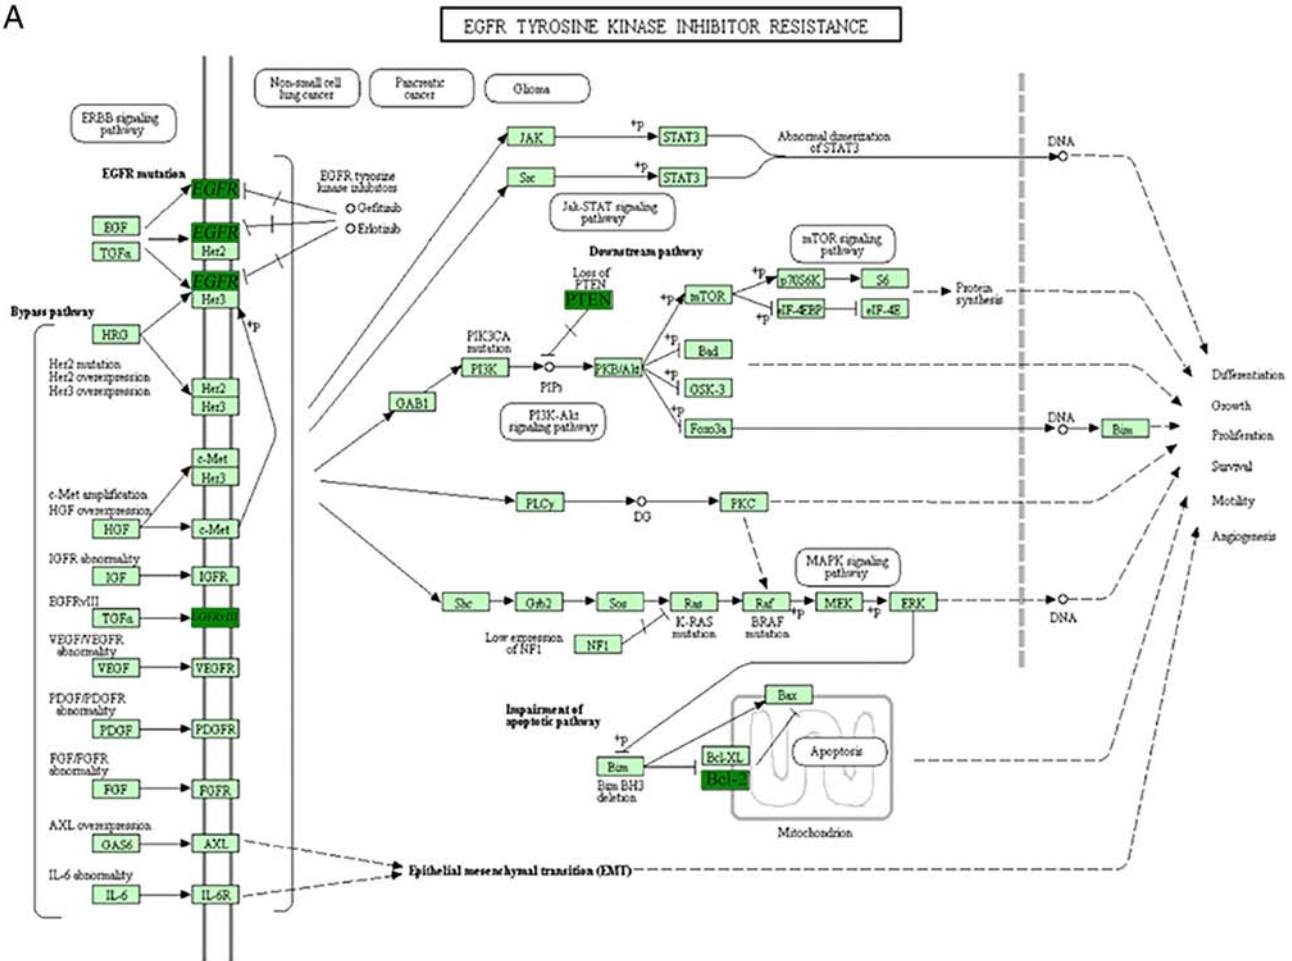 A
EGFR TYROSINE KINASE INHIBITOR RESISTANCE
Non-small cell
lung cancer
Pancreatic
cancer
Glioma
ERBB signaling
pathway
EGFR mutation
EGFR
EGF
TGFα
EGFR
Her2
EGFR
Her3
EGFR tyrosine
kinase inhibitors
Gefitinib
Erlotinib
JAK
+p
STAT3
Src
+p
STAT3
Abnormal dimerization
of STAT3
DNA
Jak-STAT signaling
pathway
Downstream pathway
mTOR signaling
pathway
Loss of
PTEN
PTEN
+p
mTOR
+p
p70S6K
S6
+p
eIF-4EBP
eIF-4E
Protein
synthesis
Bypass pathway
HRG
+p
Her2 mutation
Her2 overexpression
Her3 overexpression
Her2
Her3
PIK3CA
mutation
PI3K
PIP3
PKB/Akt
+p
Bad
+p
GSK-3
+p
Foxo3a
GAB1
PI3K-Akt
signaling pathway
DNA
Bim
Differentiation
Growth
Proliferation
Survival
Motility
Angiogenesis
c-Met
Her3
c-Met amplification
HGF overexpression
HGF
c-Met
PLCγ
DG
PKC
IGFR abnormality
IGF
IGFR
MAPK signaling
pathway
EGFRvIII
TGFα
EGFRvIII
Shc
Grb2
Sos
Ras
Raf
+p
MEK
+p
ERK
DNA
K-RAS
mutation
BRAF
mutation
Low expression
of NF1
NF1
VEGF/VEGFR
abnormality
VEGF
VEGFR
PDGF/PDGFR
abnormality
PDGF
PDGFR
Impairment of
apoptotic pathway
Bax
+p
Bim
Bim BH3
deletion
Bcl-XL
Bcl-2
Apoptosis
Mitochondrion
FGF/FGFR
abnormality
FGF
FGFR
AXL overexpression
GAS6
AXL
Epithelial mesenchymal transition (EMT)
IL-6 abnormality
IL-6
IL-6R